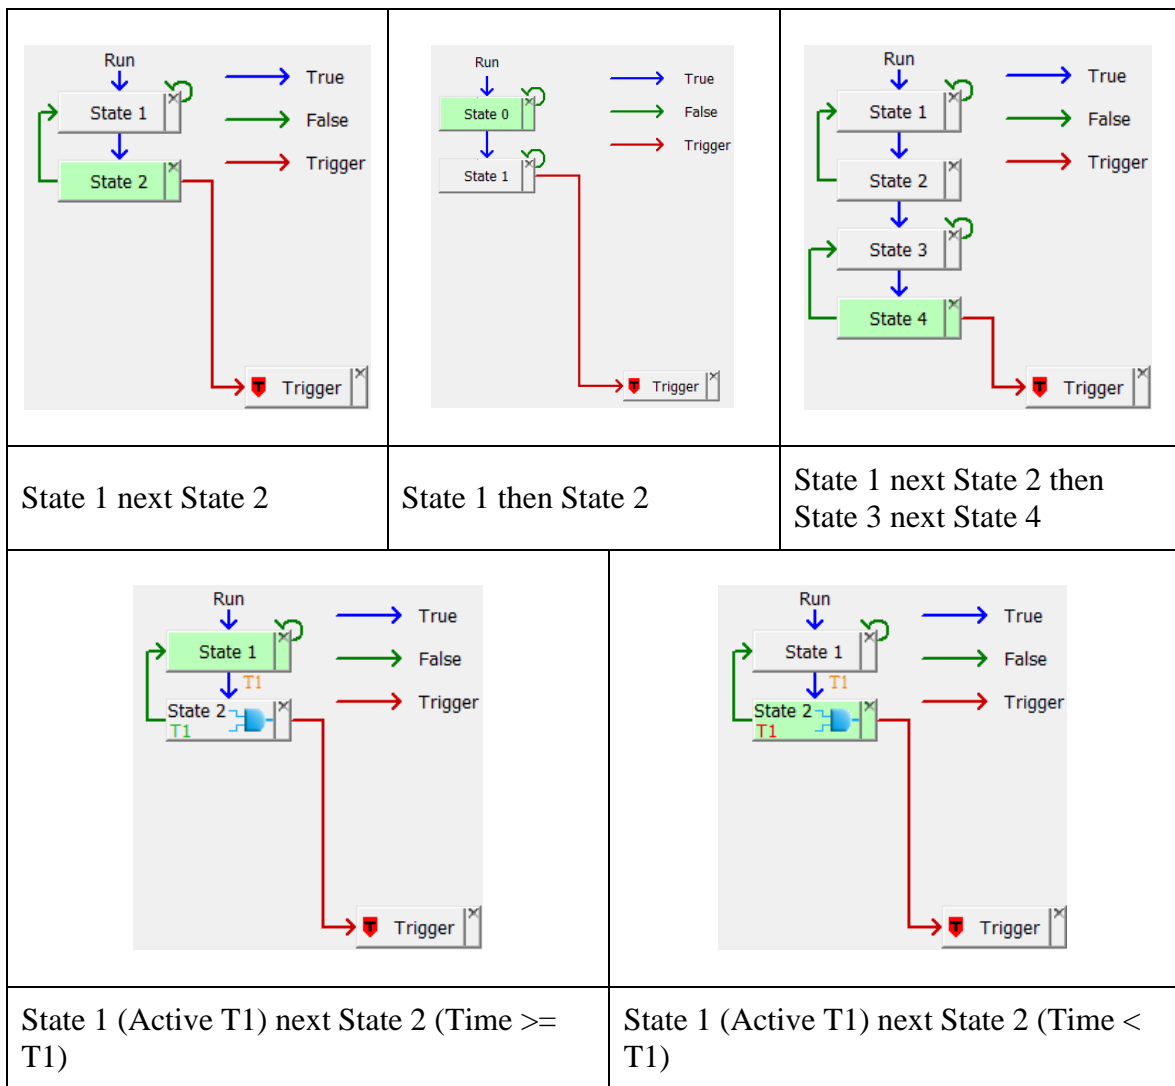 Run
True
State 1
False
State 2
Trigger
T Trigger
Run
True
State 0
False
State 1
Trigger
T Trigger
Run
True
State 1
False
State 2
Trigger
State 3
State 4
T Trigger
State 1 next State 2
State 1 then State 2
State 1 next State 2 then
State 3 next State 4
Run
True
State 1
False
T1
State 2
Trigger
T1
T Trigger
Run
True
State 1
False
T1
State 2
Trigger
T1
T Trigger
State 1 (Active T1) next State 2 (Time >=
T1)
State 1 (Active T1) next State 2 (Time <
T1)